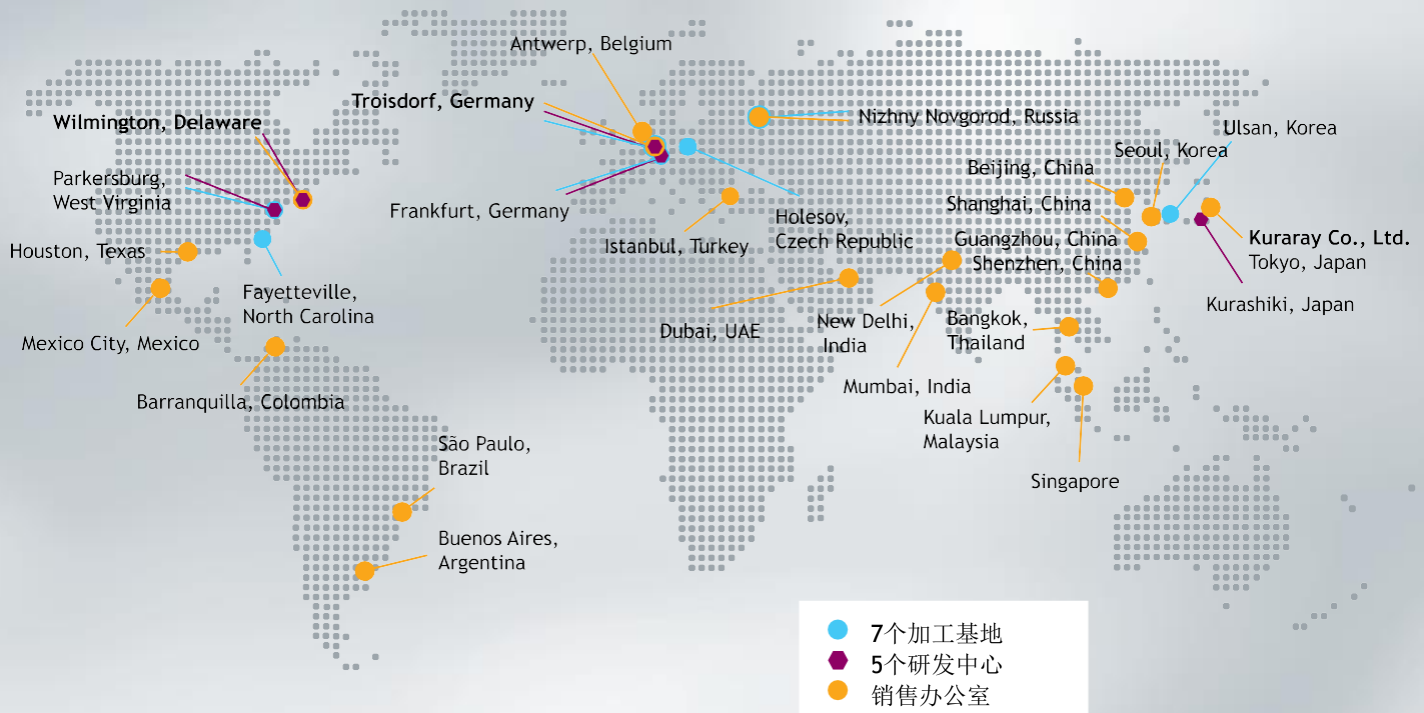 Antwerp, Belgium
Troisdorf, Germany
Wilmington, Delaware
Nizhny Novgorod, Russia
Ulsan, Korea
Seoul, Korea
Beijing, China
Parkersburg,
West Virginia
Shanghai, China
Frankfurt, Germany
Holesov,
Czech Republic
Istanbul, Turkey
Guangzhou, China
Shenzhen, China
Kuraray Co., Ltd.
Tokyo, Japan
Houston, Texas
Fayetteville,
North Carolina
Kurashiki, Japan
Dubai, UAE
New Delhi,
India
Bangkok,
Thailand
Mexico City, Mexico
Mumbai, India
Barranquilla, Colombia
Kuala Lumpur,
Malaysia
São Paulo,
Brazil
Singapore
Buenos Aires,
Argentina
7个加工基地
5个研发中心
销售办公室